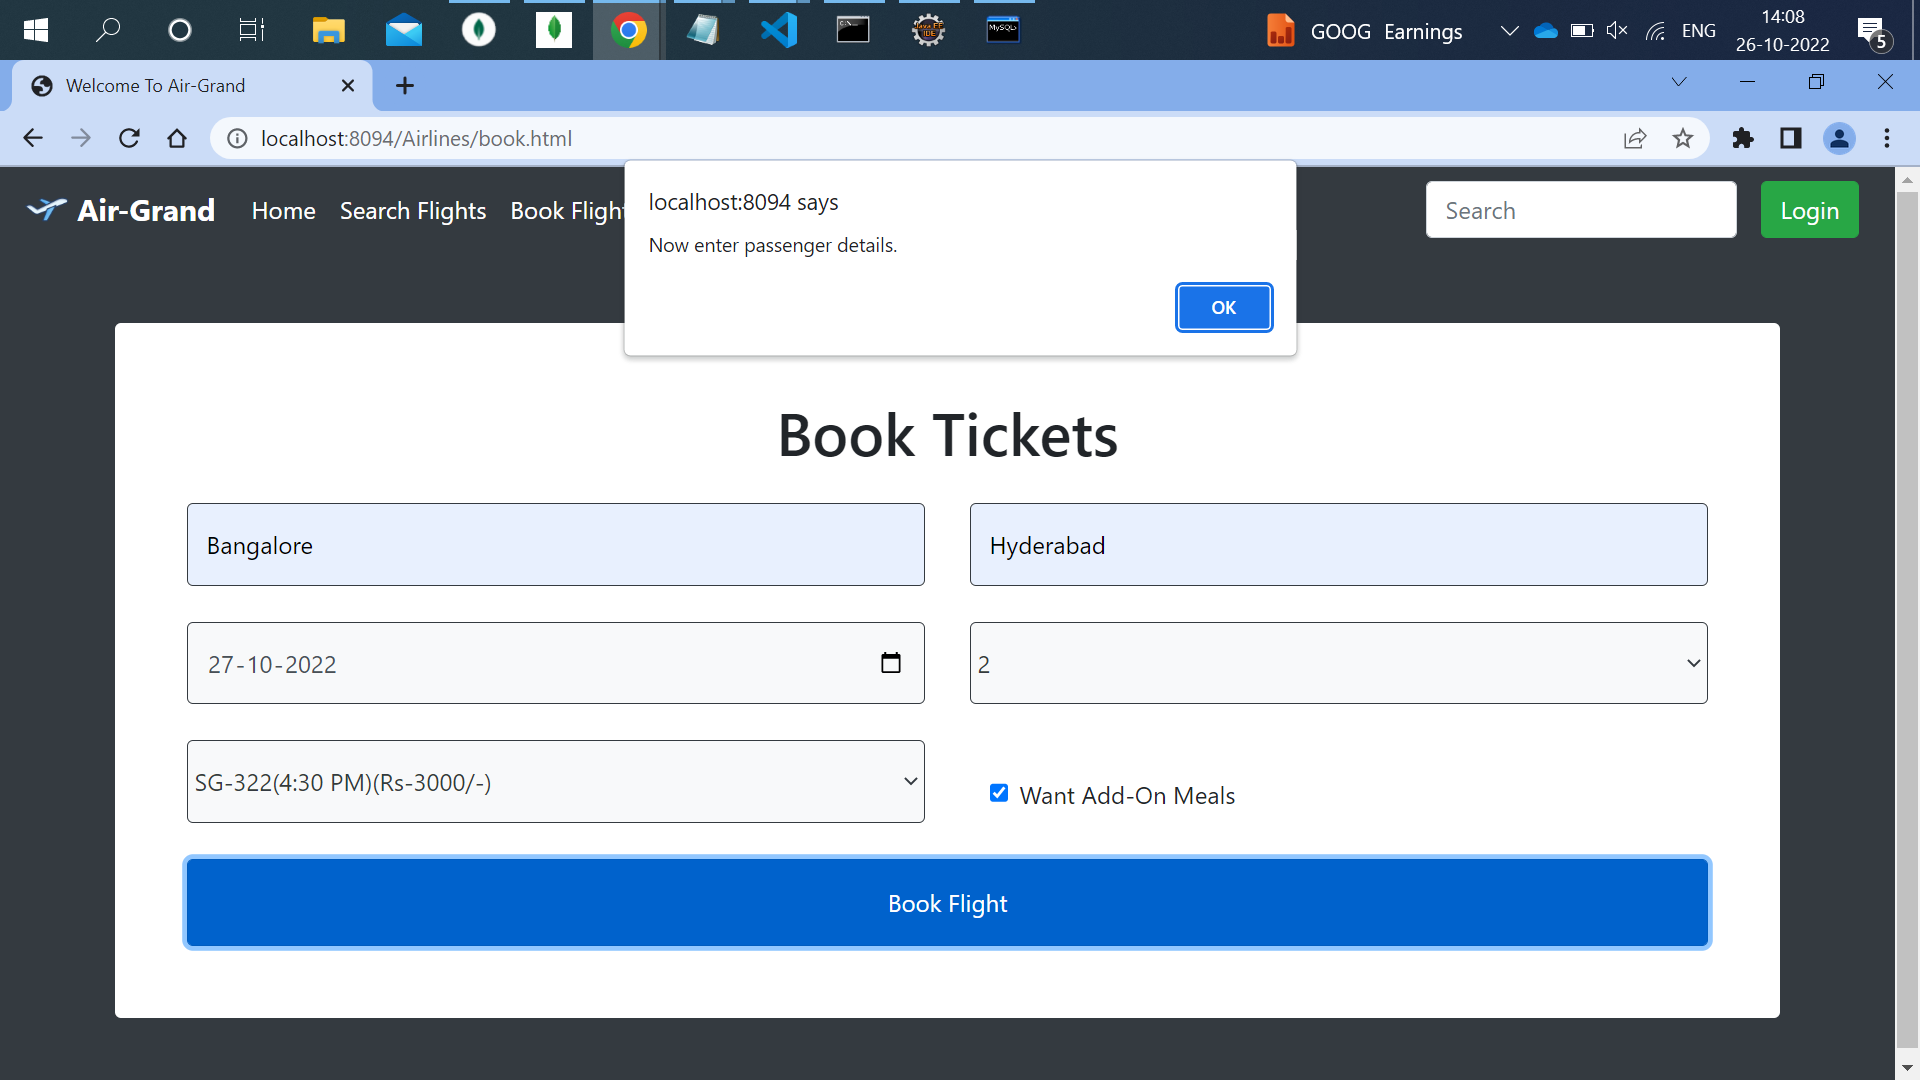 GOOG Earnings
ENG
14:08
26-10-2022
5
Welcome To Air-Grand
localhost:8094/Airlines/book.html
Air-Grand Home Search Flights Book Flight
Search
Login
localhost:8094 says
Now enter passenger details.
OK
Book Tickets
Bangalore
Hyderabad
27-10-2022
2
SG-322(4:30 PM)(Rs-3000/-)
Want Add-On Meals
Book Flight